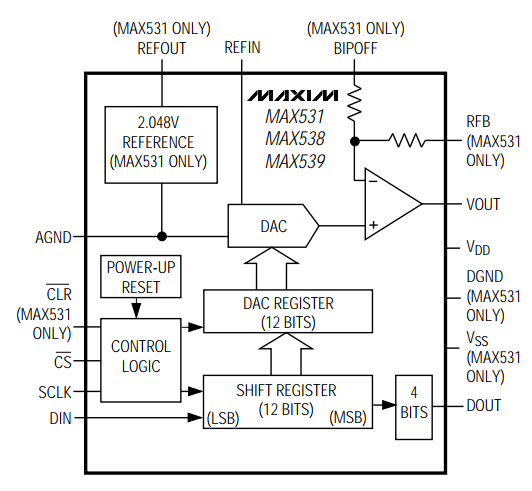 (MAX531 ONLY)
REFOUT
REFIN
(MAX531 ONLY)
BIPOFF
MAXIM
MAX531
MAX538
MAX539
2.048V
REFERENCE
(MAX531 ONLY)
RFB
(MAX531
ONLY)
DAC
VOUT
AGND
VDD
POWER-UP
RESET
DGND
(MAX531
ONLY)
CLR
(MAX531
ONLY)
DAC REGISTER
(12 BITS)
CONTROL
LOGIC
VSS
(MAX531
ONLY)
CS
SCLK
SHIFT REGISTER
(12 BITS)
4
BITS
DIN
(LSB)
(MSB)
DOUT
-
+